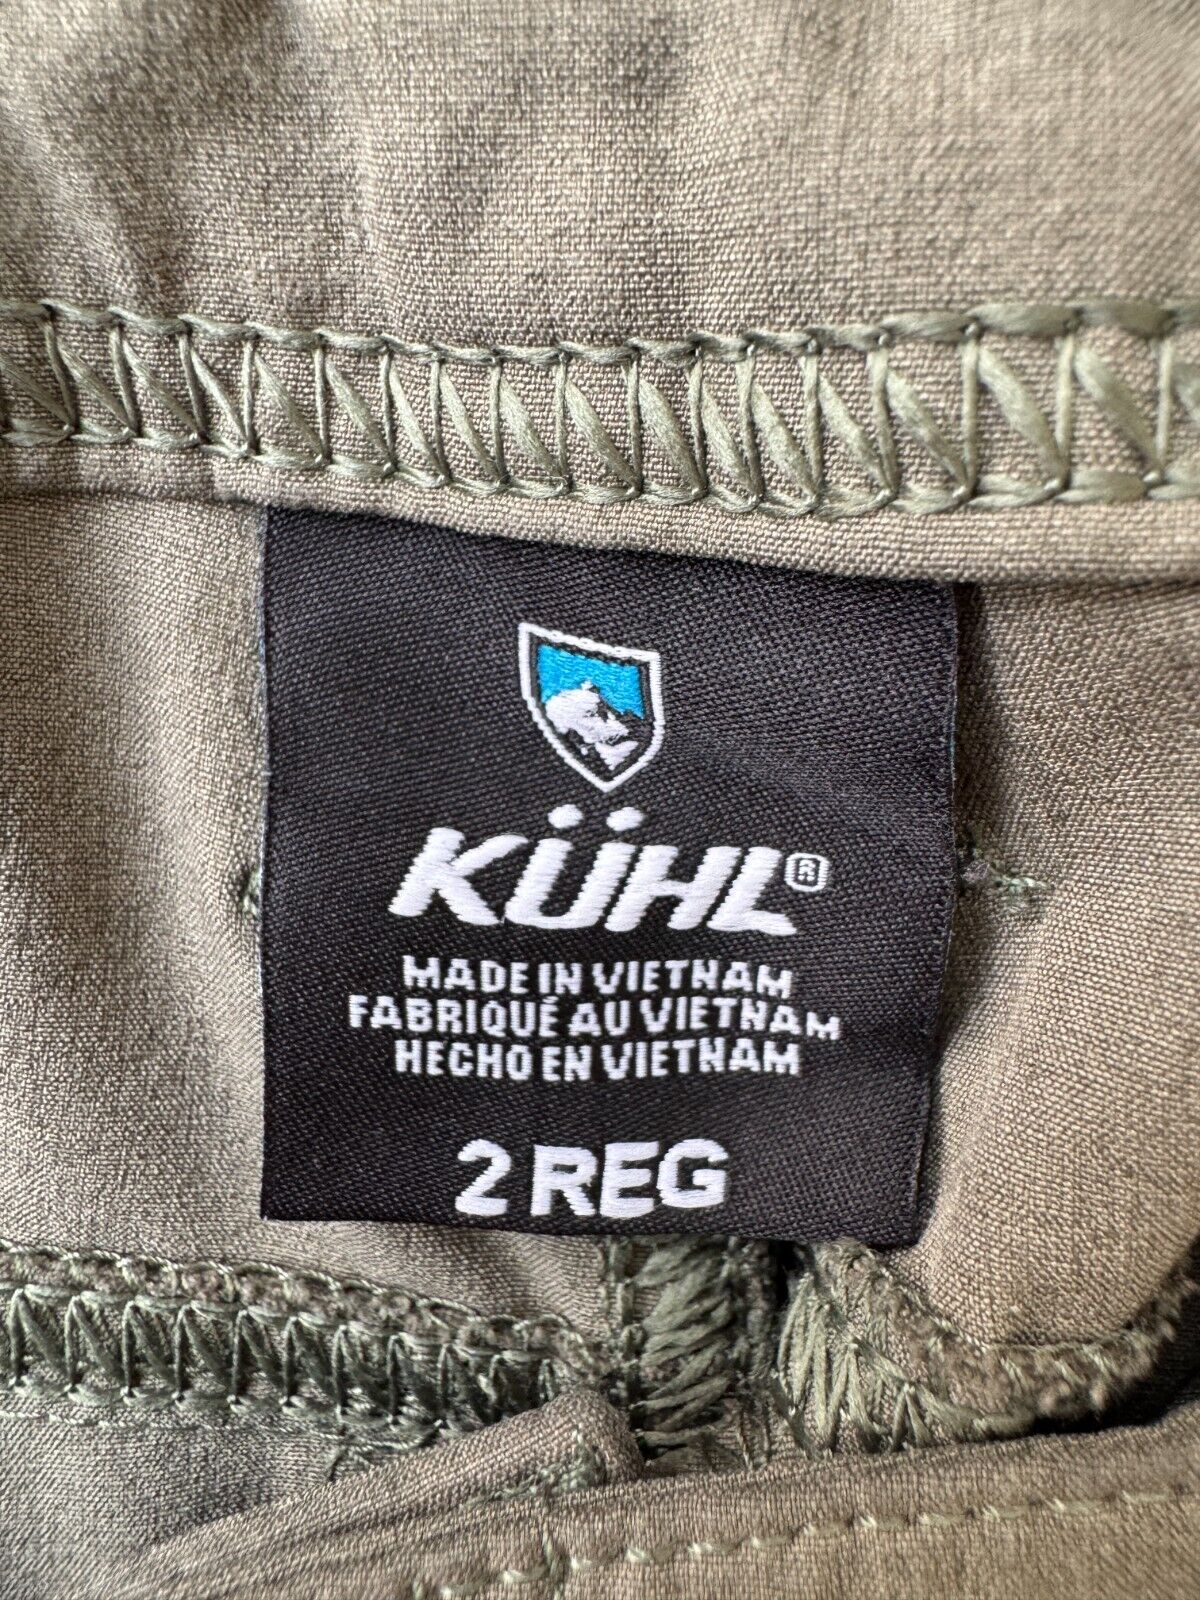 KÜHL®
MADE IN VIETNAM
FABRIQUÉ AU VIETNAM
HECHO EN VIETNAM
2 REG